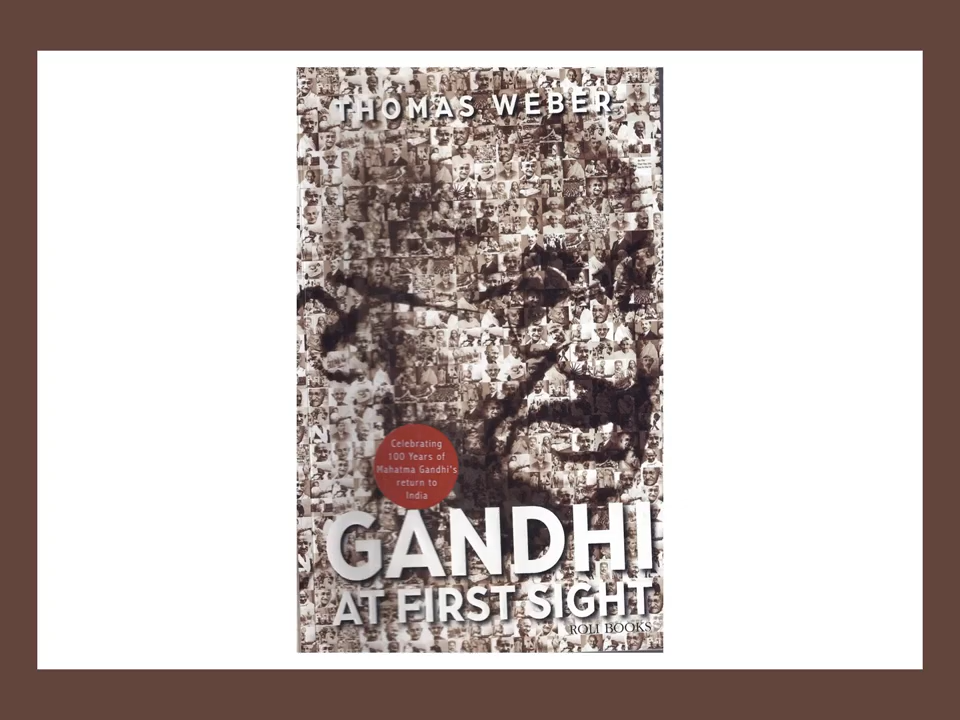 THOMAS WEBER
Celebrating
100 Years of
Mahatma Gandhi's
return to
India
GANDHI
AT FIRST SIGHT
ROLI BOOKS